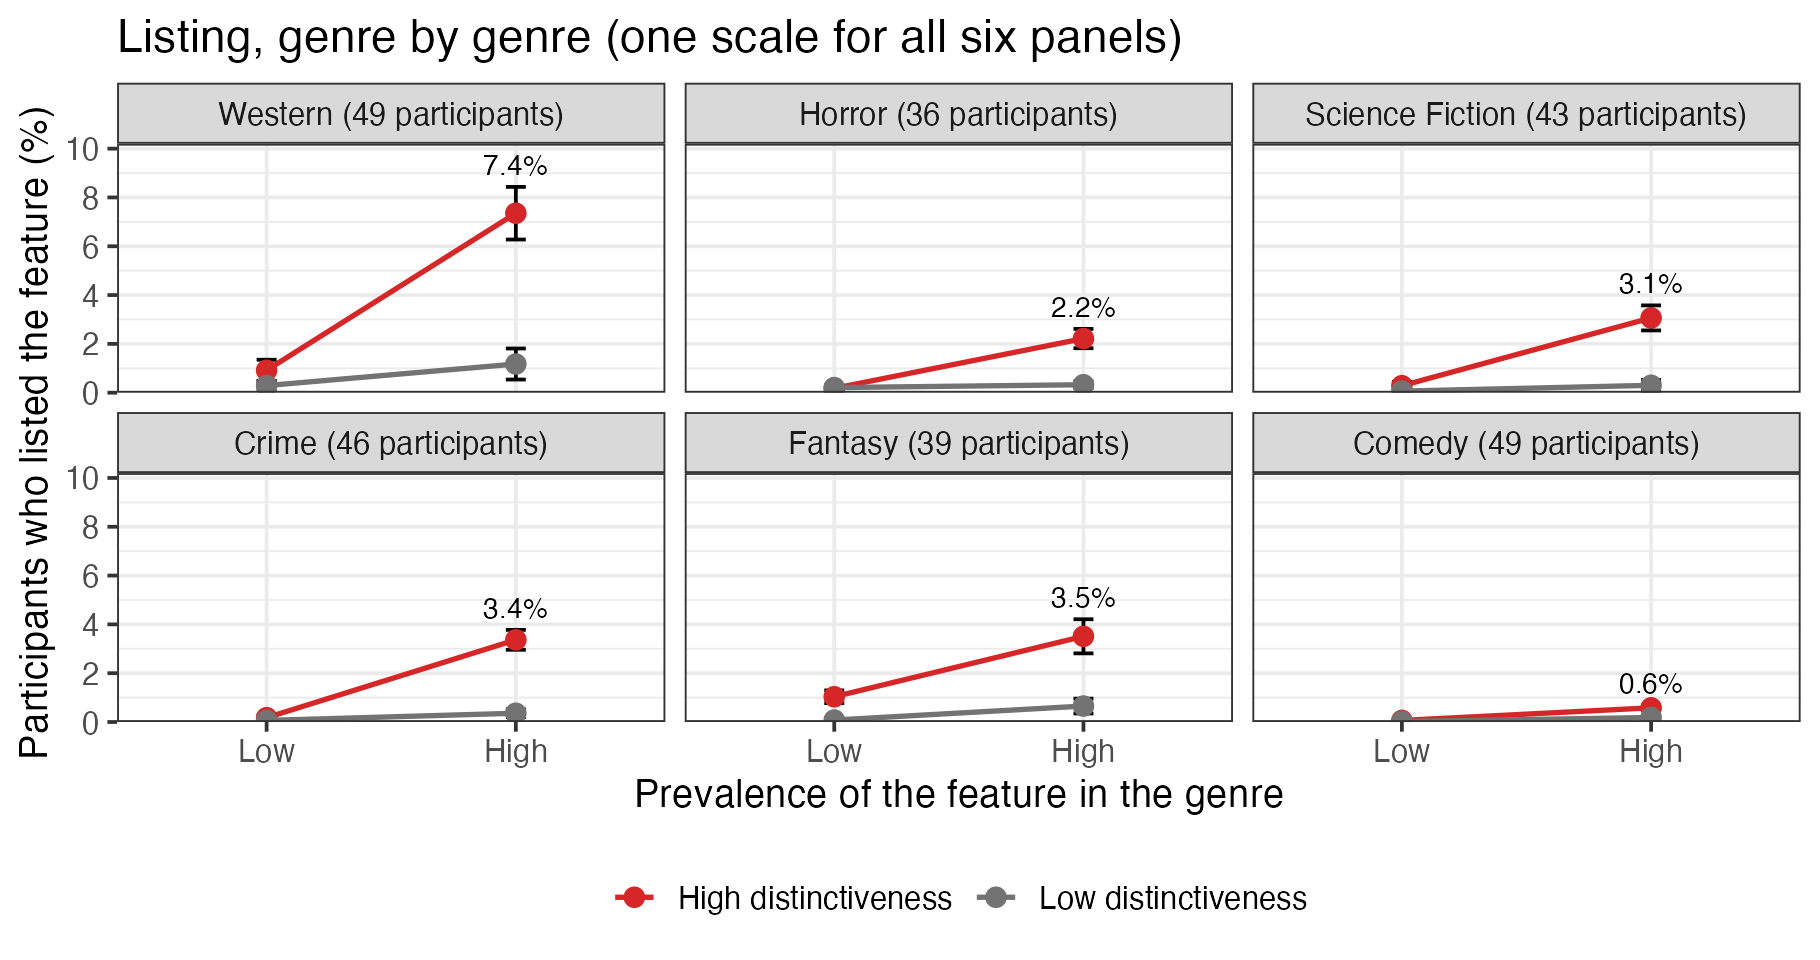 Listing, genre by genre (one scale for all six panels)
Participants who listed the feature (%)
Western (49 participants)
Horror (36 participants)
Science Fiction (43 participants)
10
8
6
4
2
0
7.4%
2.2%
3.1%
Crime (46 participants)
Fantasy (39 participants)
Comedy (49 participants)
10
8
6
4
2
0
3.4%
3.5%
0.6%
Low
High
Low
High
Low
High
Prevalence of the feature in the genre
High distinctiveness
Low distinctiveness